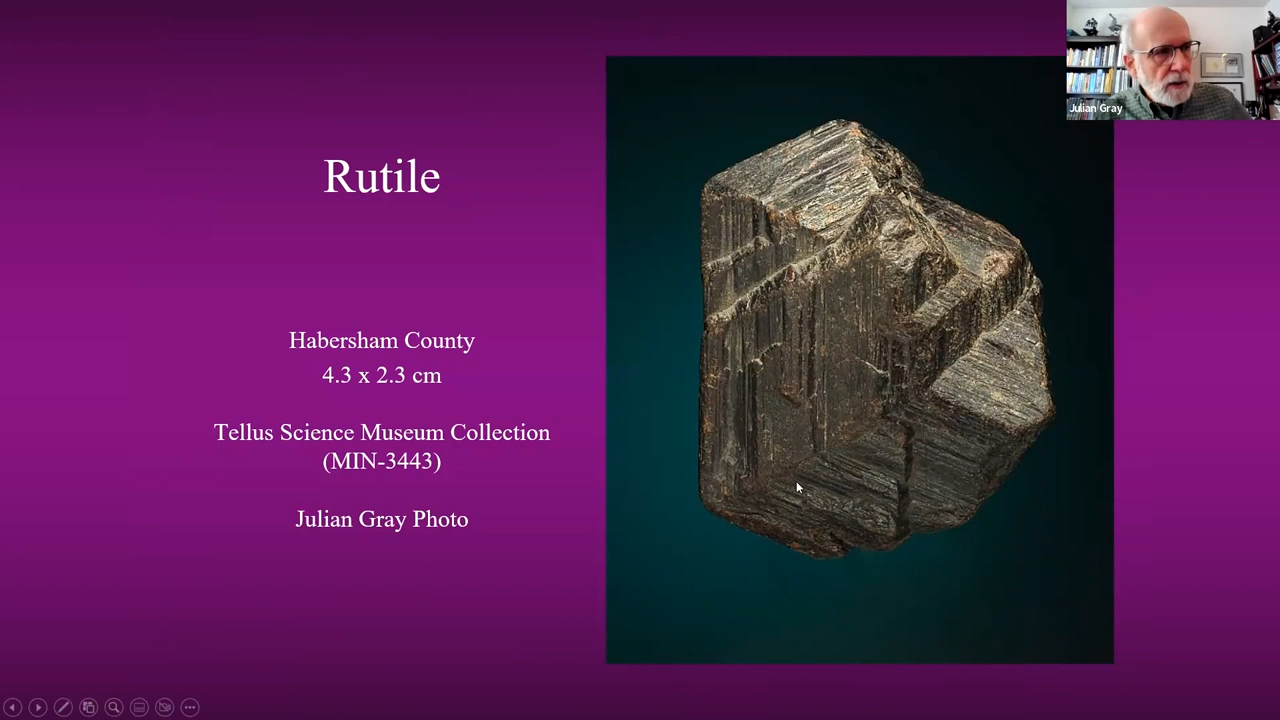 Rutile
Habersham County
4.3 x 2.3 cm
Tellus Science Museum Collection
(MIN-3443)
Julian Gray Photo
Julian Gray